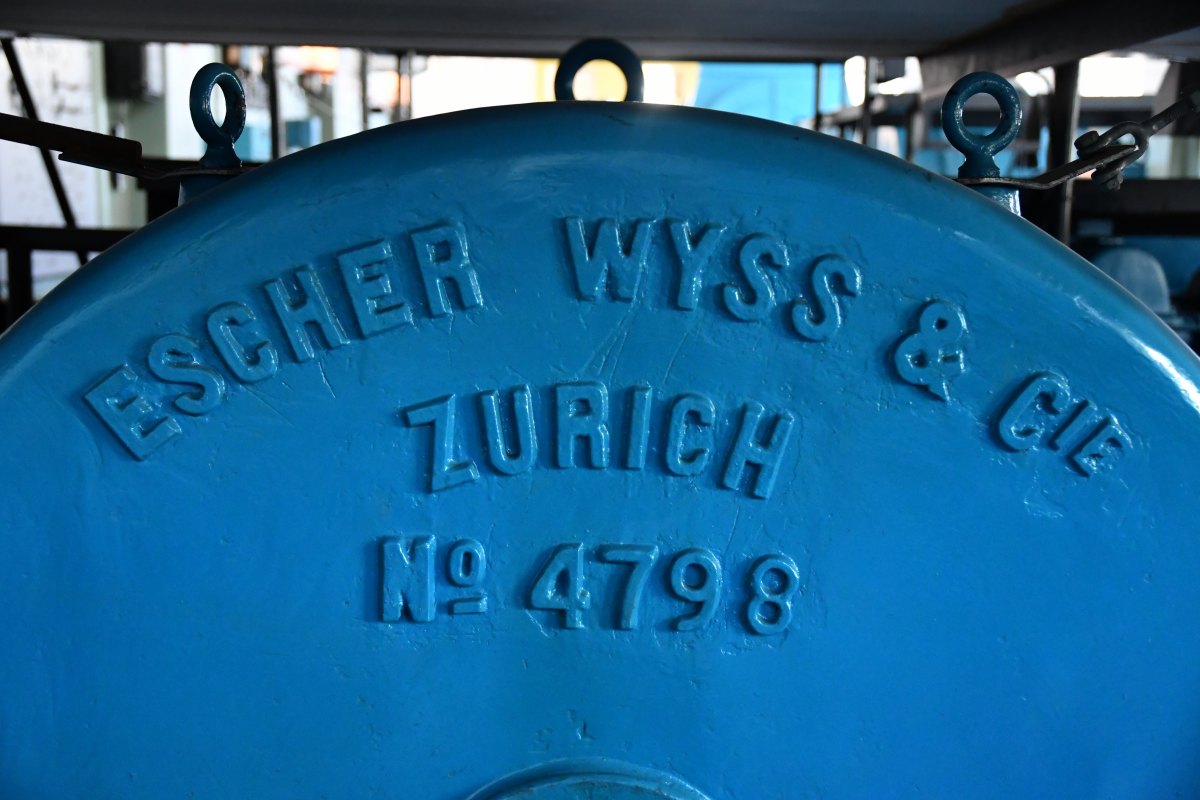 ESCHER WYSS & CIE
ZURICH
Nº 4798